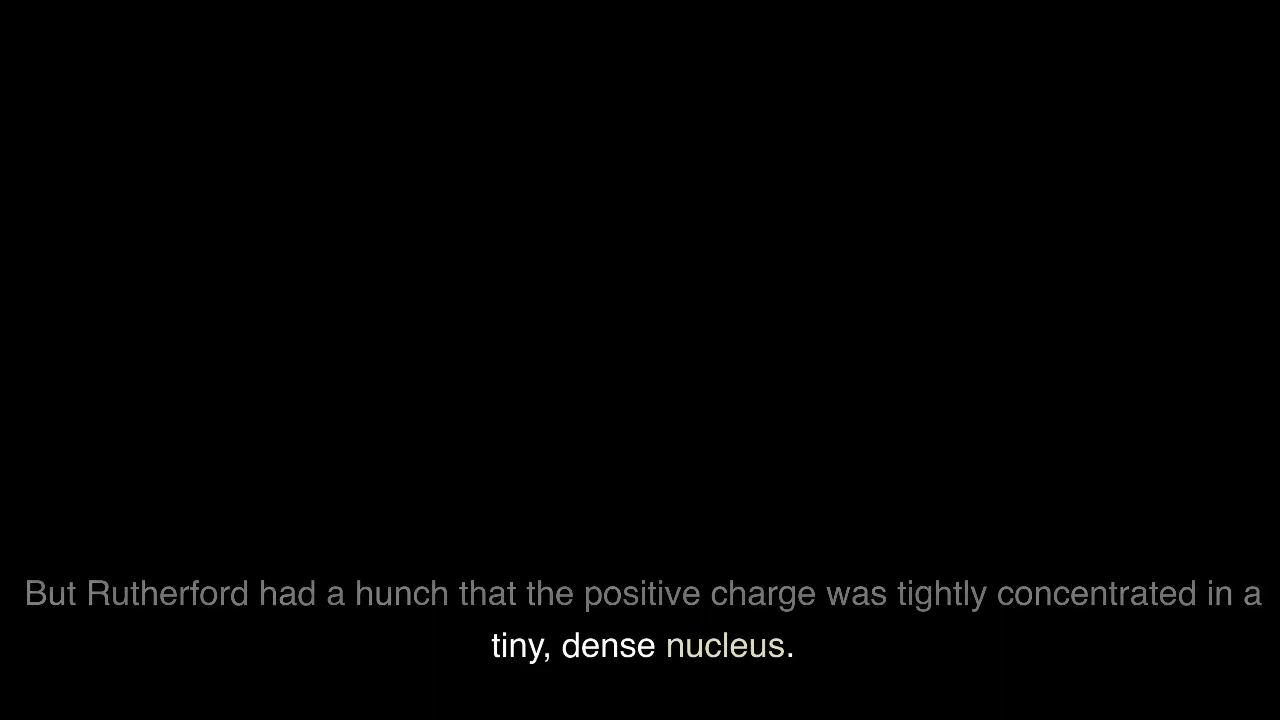 But Rutherford had a hunch that the positive charge was tightly concentrated in a
tiny, dense nucleus.